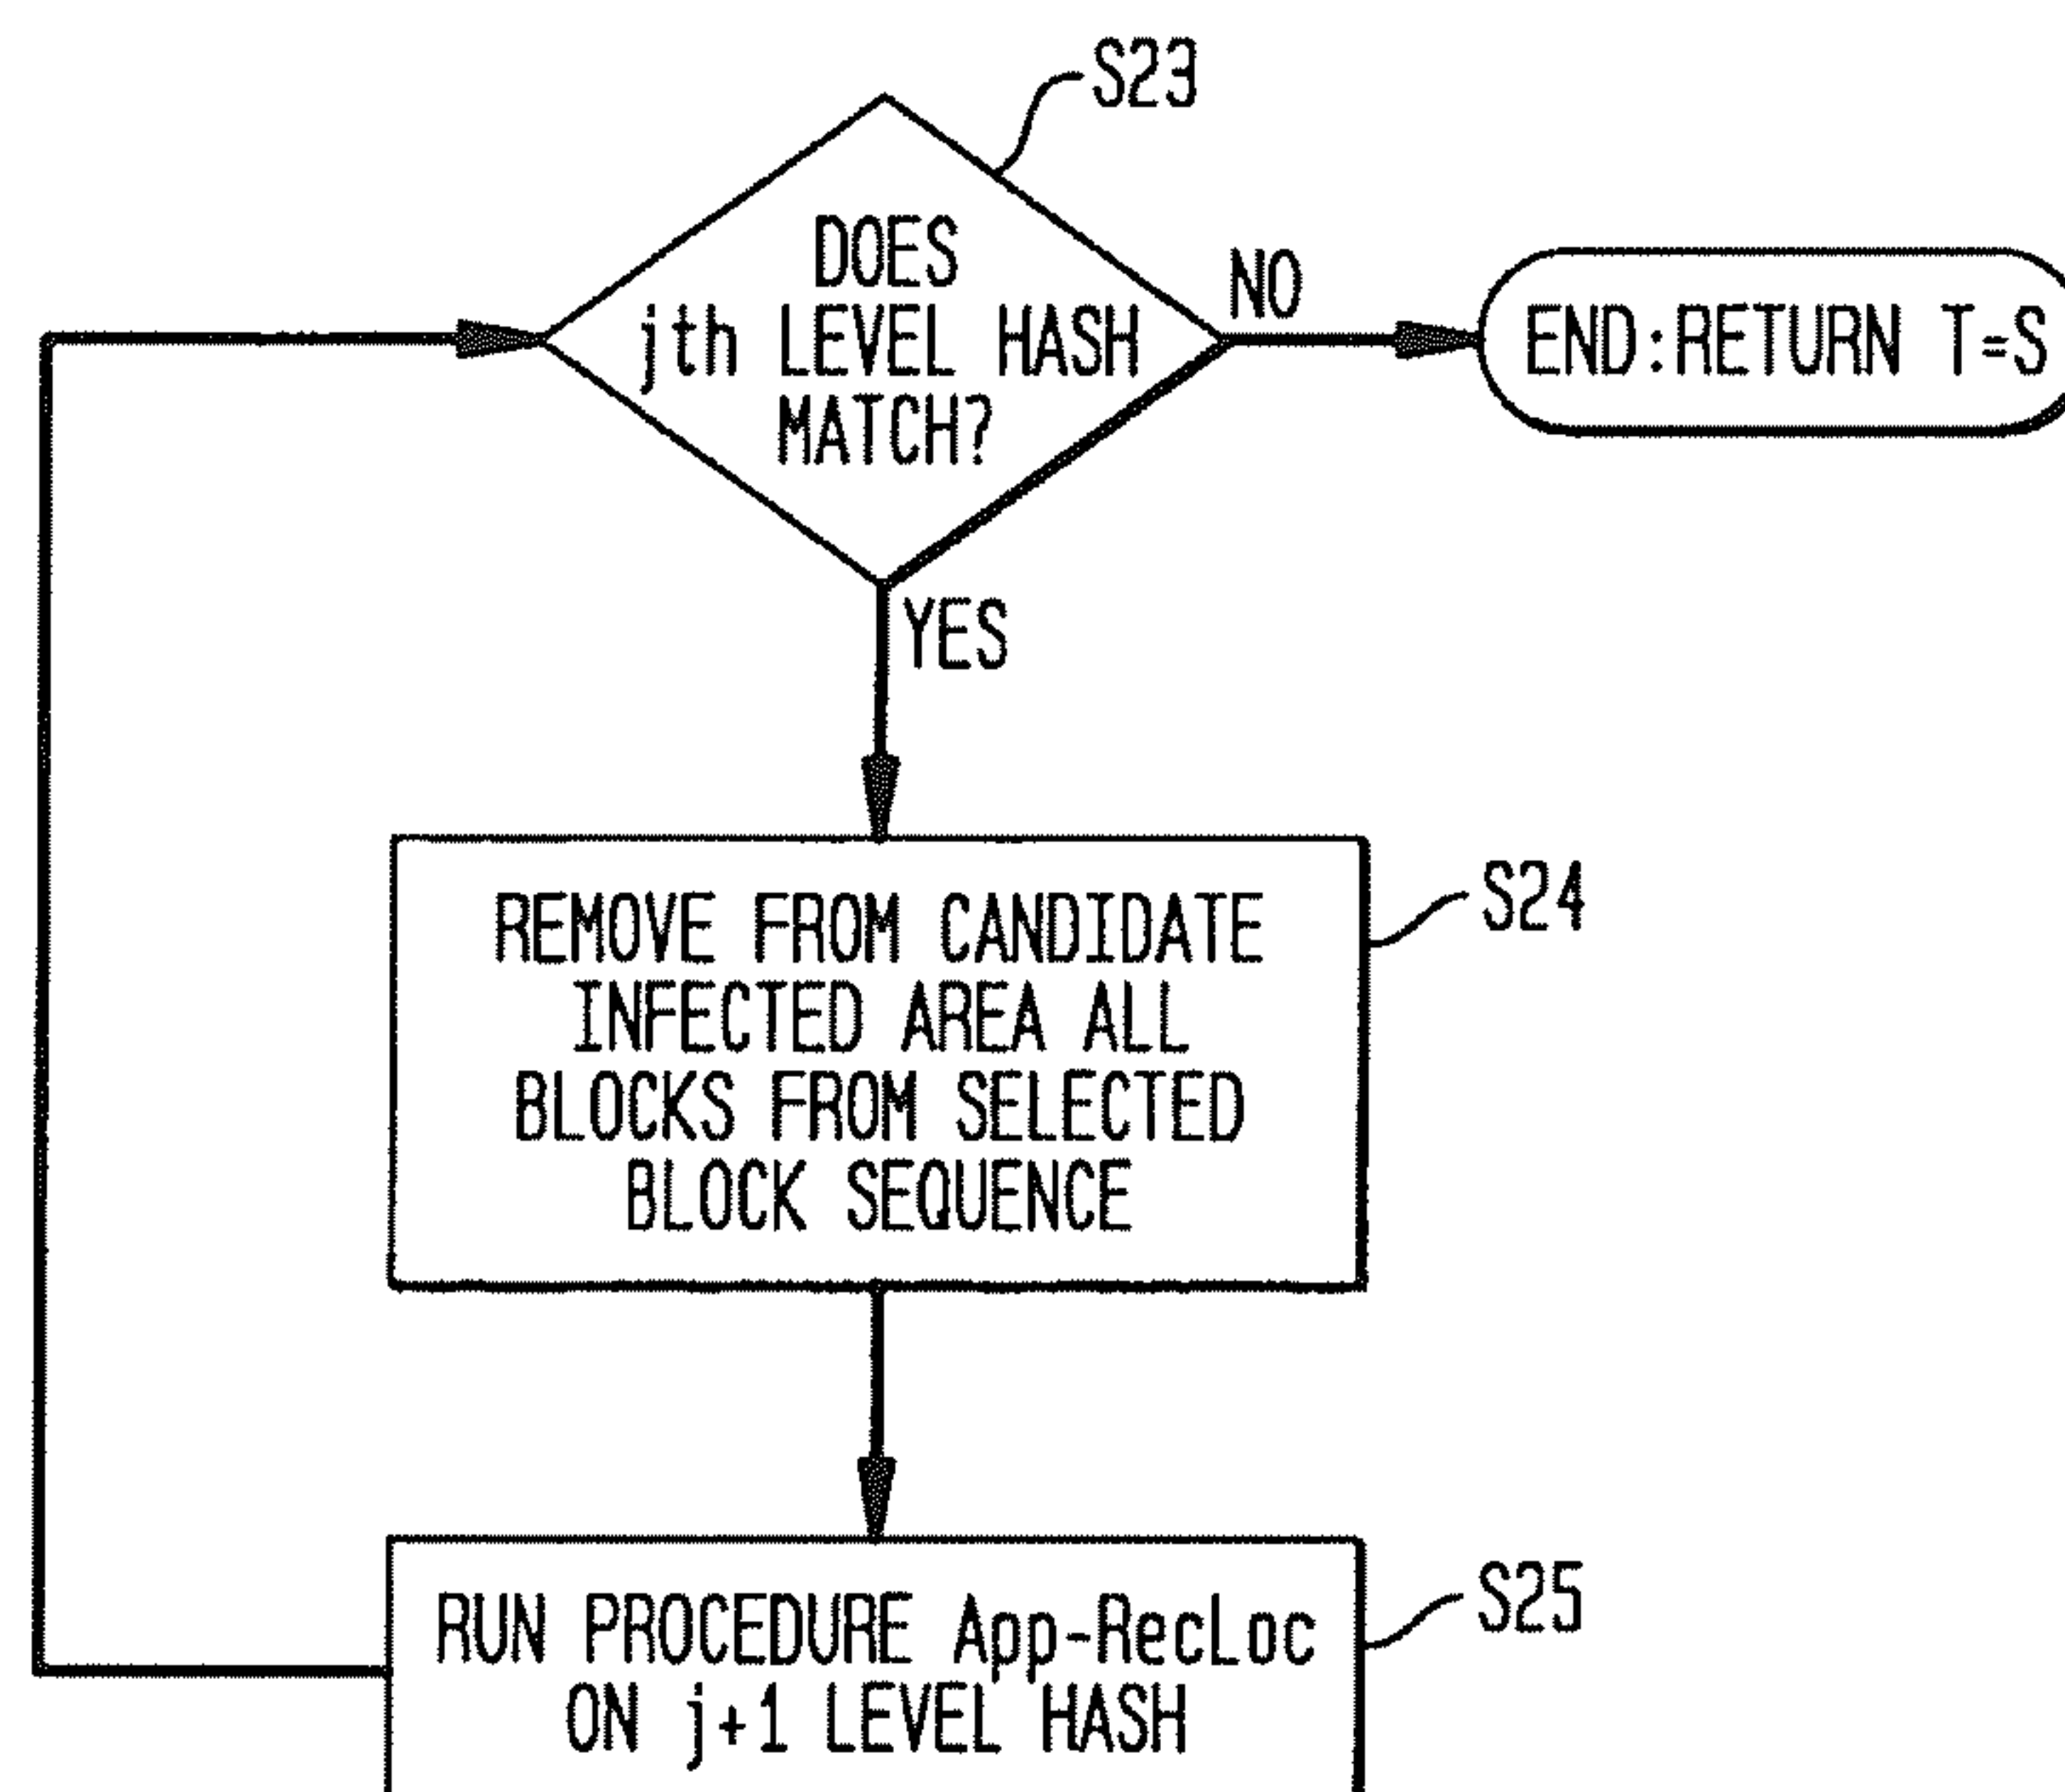 S23
DOES
jth LEVEL HASH
MATCH?
NO
END:RETURN T=S
YES
S24
REMOVE FROM CANDIDATE
INFECTED AREA ALL
BLOCKS FROM SELECTED
BLOCK SEQUENCE
S25
RUN PROCEDURE App-RecLoc
ON j+1 LEVEL HASH